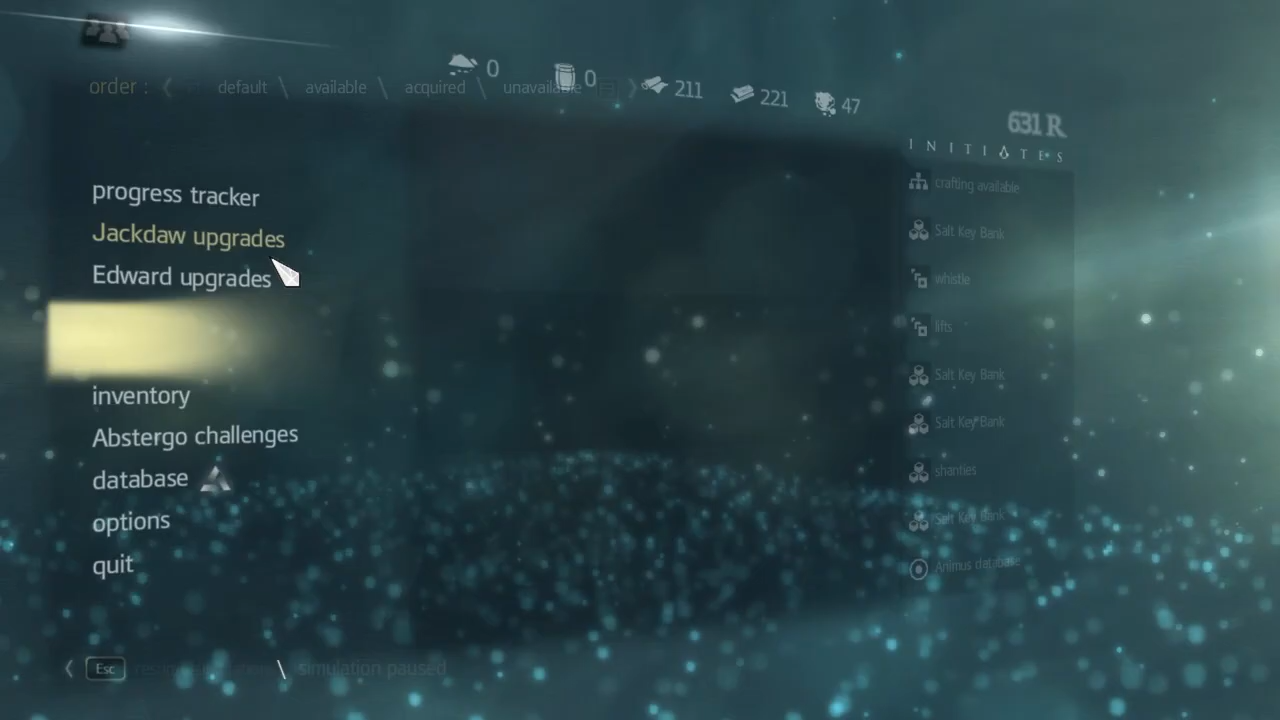 0 0 211 221 47
order : default \ available \ acquired \ unavailable
631 R
INITIATES
progress tracker
Jackdaw upgrades
Edward upgrades
inventory
Abstergo challenges
database
options
quit
crafting available
Salt Key Bank
whistle
lifts
Salt Key Bank
Salt Key Bank
shanties
Salt Key Bank
Animus database
Esc \ simulation paused